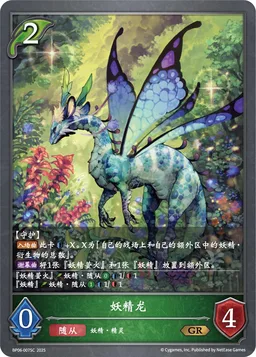 2
【守护】
入场曲 此卡 +X。X为『自己的战场上和自己的额外区中的妖精·
衍生物的总数』。
谢幕曲 将1张『妖精萤火』和1张『妖精』放置到额外区。
『妖精萤火』 妖精·随从 1/1
『妖精』 妖精·随从 1/1
妖精龙
0
随从
妖精·精灵
GR
4
BP06-007SC 2025
© Cygames, Inc. Published by NetEase Games